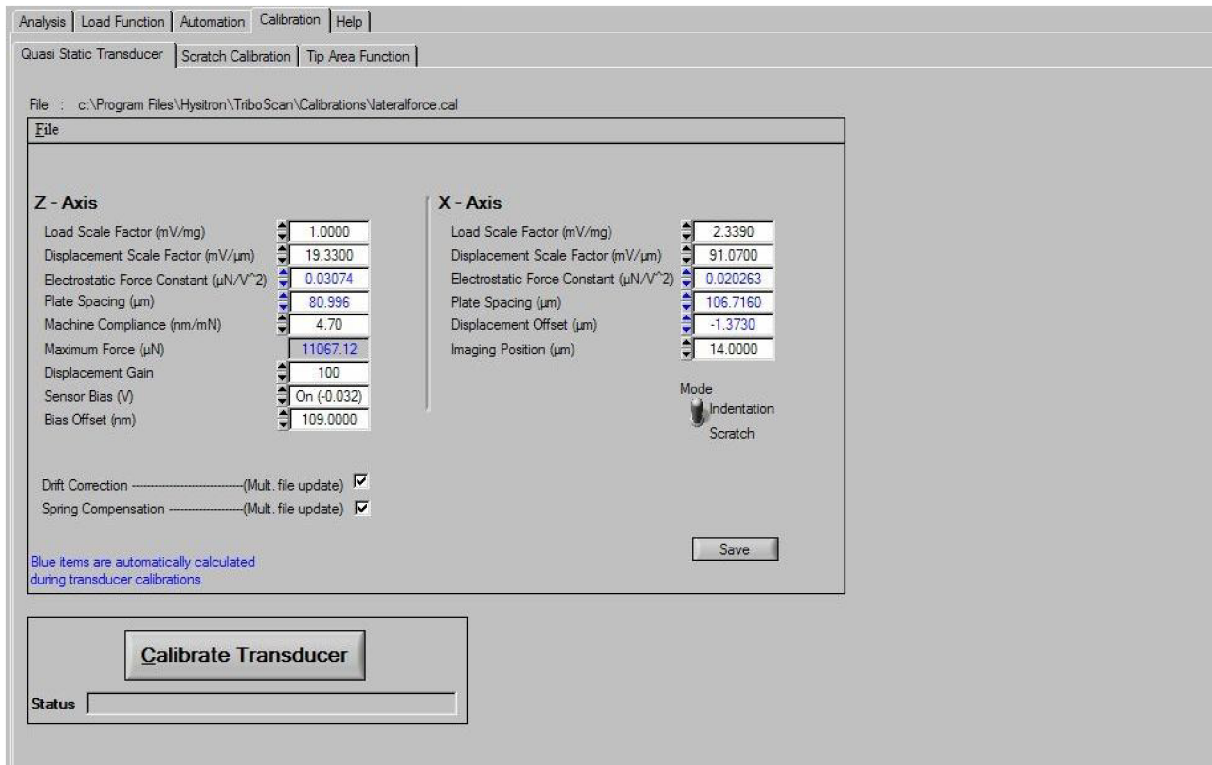 Analysis Load Function Automation Calibration Help
Quasi Static Transducer Scratch Calibration Tip Area Function
File : c:\Program Files\Hysitron\TriboScan\Calibrations\lateralforce.cal
File
Z - Axis
Load Scale Factor (mV/mg) 1.0000
Displacement Scale Factor (mV/µm) 19.3300
Electrostatic Force Constant (µN/V^2) 0.03074
Plate Spacing (µm) 80.996
Machine Compliance (nm/mN) 4.70
Maximum Force (µN) 11067.12
Displacement Gain 100
Sensor Bias (V) On (-0.032)
Bias Offset (nm) 109.0000
X - Axis
Load Scale Factor (mV/mg) 2.3390
Displacement Scale Factor (mV/µm) 91.0700
Electrostatic Force Constant (µN/V^2) 0.020263
Plate Spacing (µm) 106.7160
Displacement Offset (µm) -1.3730
Imaging Position (µm) 14.0000
Mode
Indentation
Scratch
Drift Correction ------------------------------(Mult. file update)
Spring Compensation --------------------(Mult. file update)
Blue items are automatically calculated
during transducer calibrations
Save
Calibrate Transducer
Status